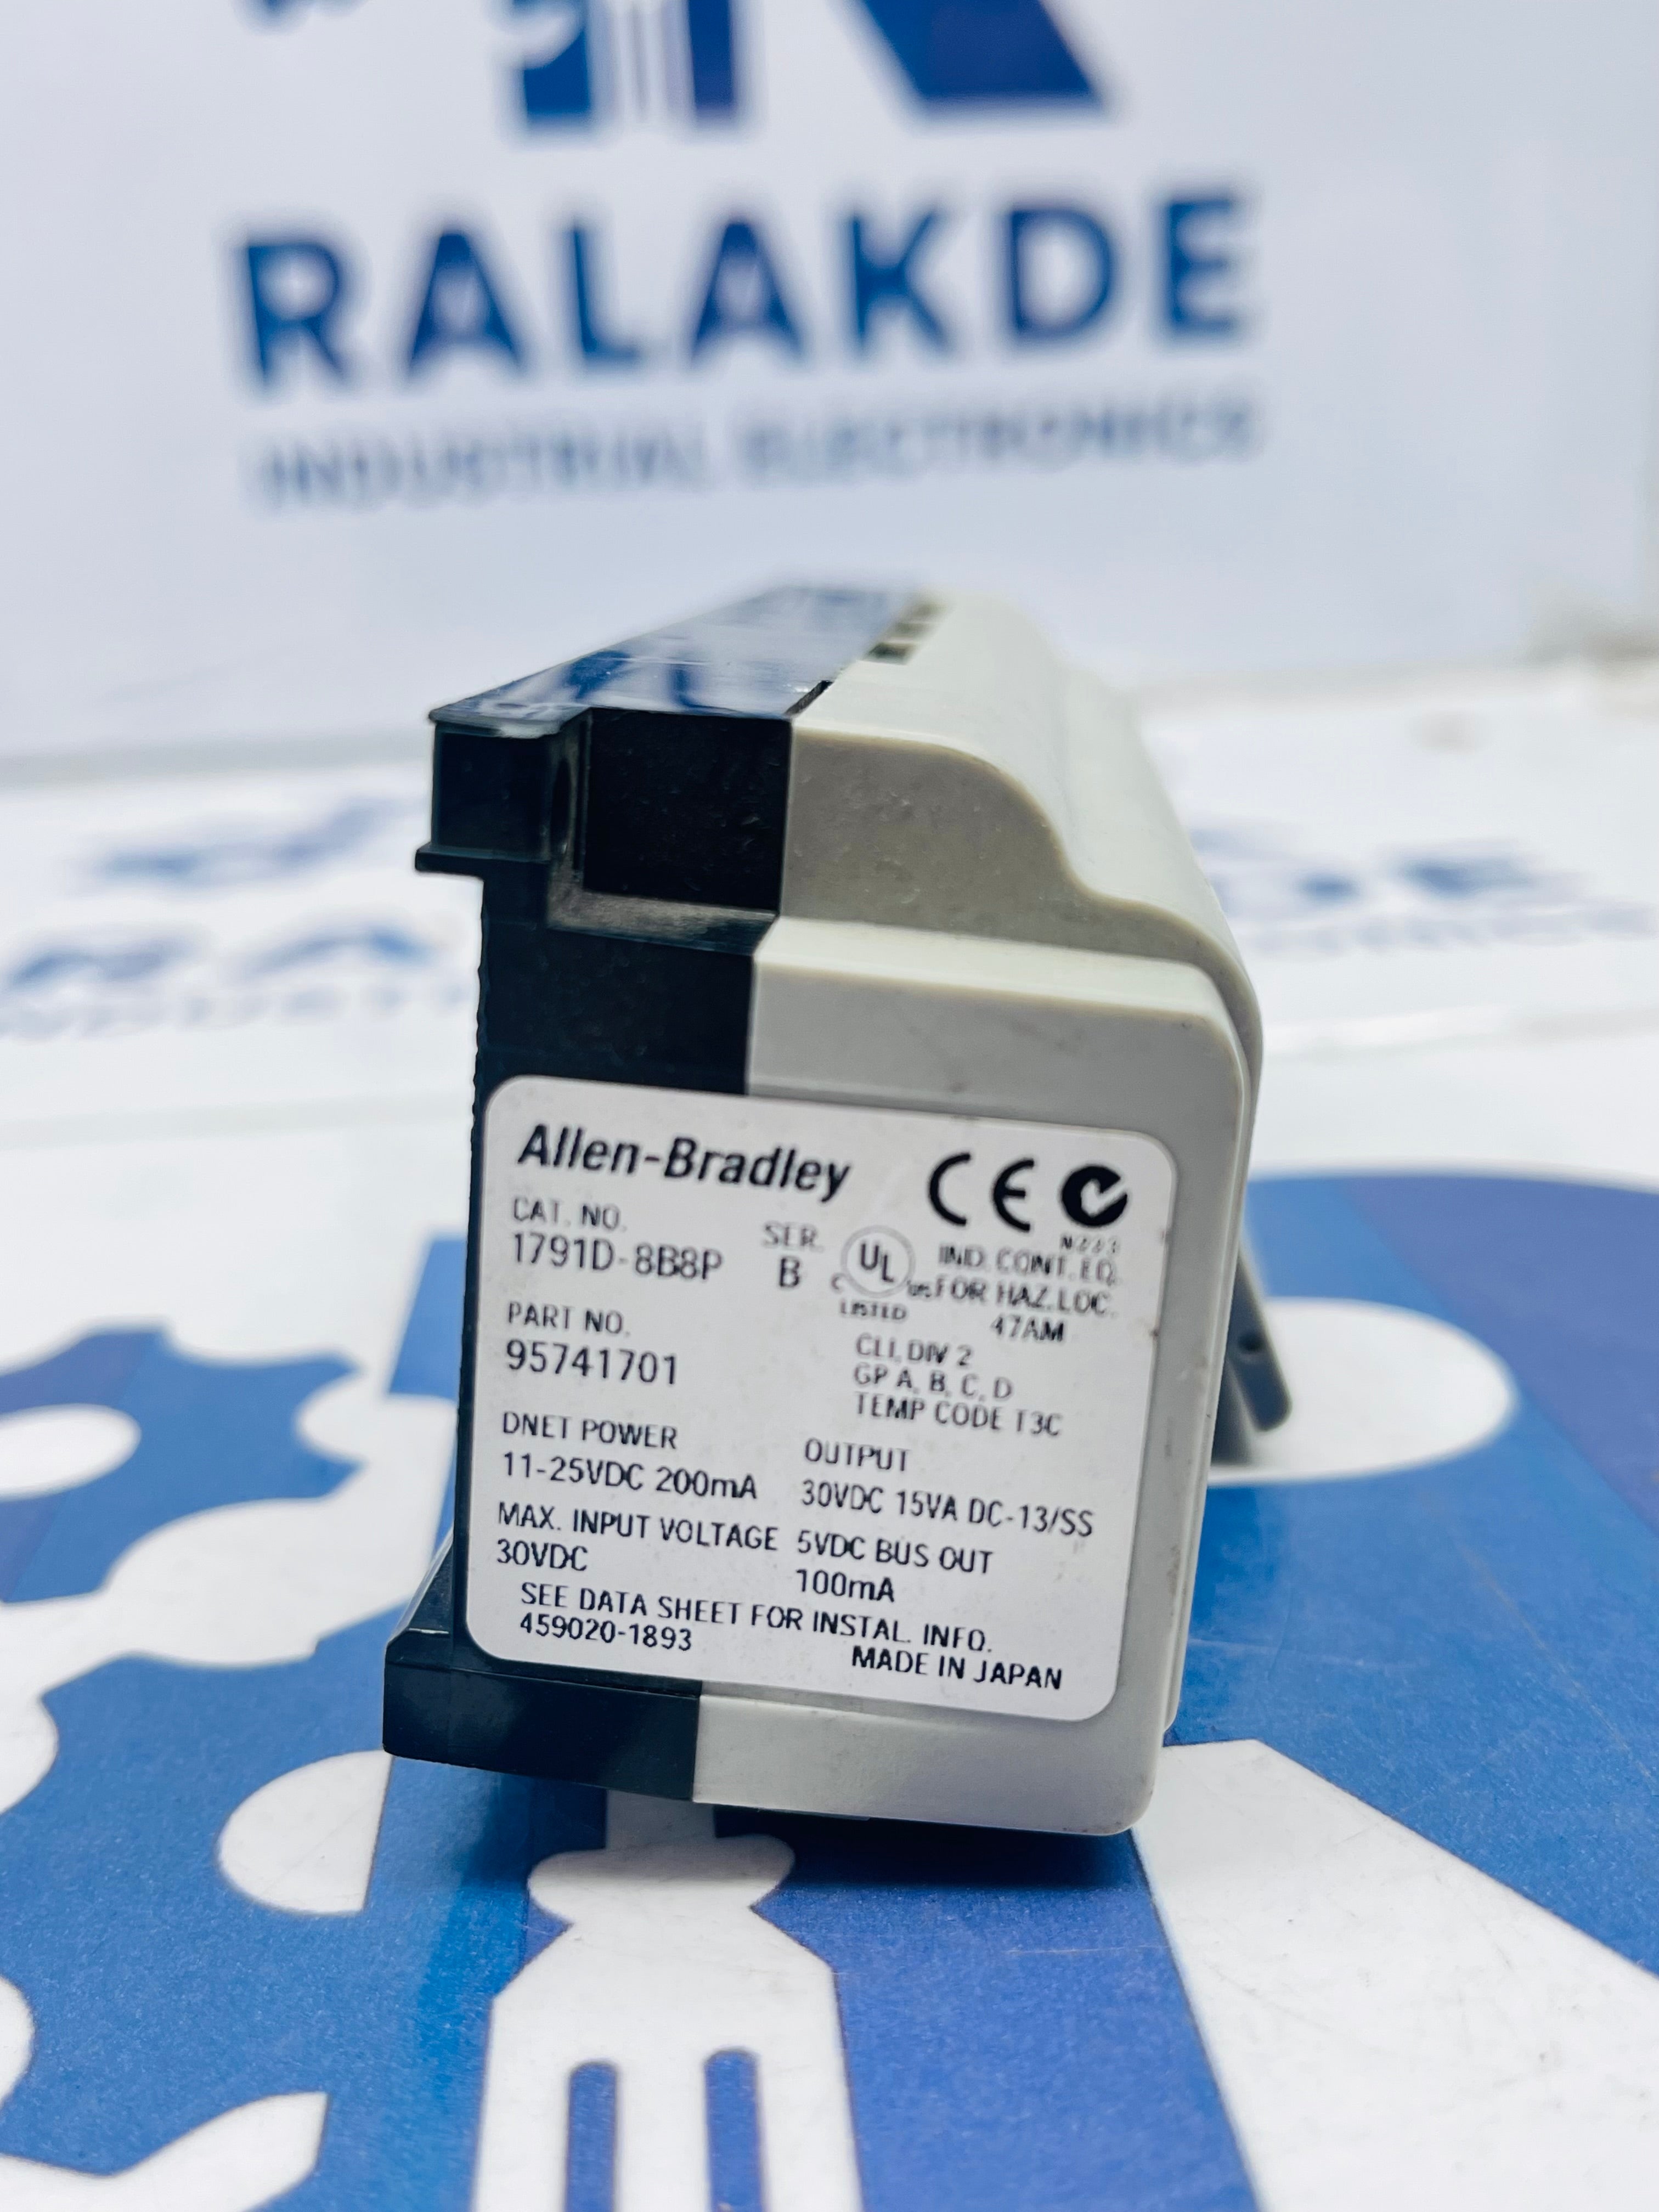 RALAKDE
INDUSTRIAL ELECTRONICS
Allen-Bradley
CE
N223
CAT. NO.
1791D-8B8P
SER.
B
C UL US
LISTED
IND. CONT. EQ.
FOR HAZ. LOC.
47AM
PART NO.
95741701
CL I, DIV 2
GP A, B, C, D
TEMP CODE T3C
DNET POWER
11-25VDC 200mA
OUTPUT
30VDC 15VA DC-13/SS
MAX. INPUT VOLTAGE
30VDC
5VDC BUS OUT
100mA
SEE DATA SHEET FOR INSTAL. INFO.
459020-1893
MADE IN JAPAN